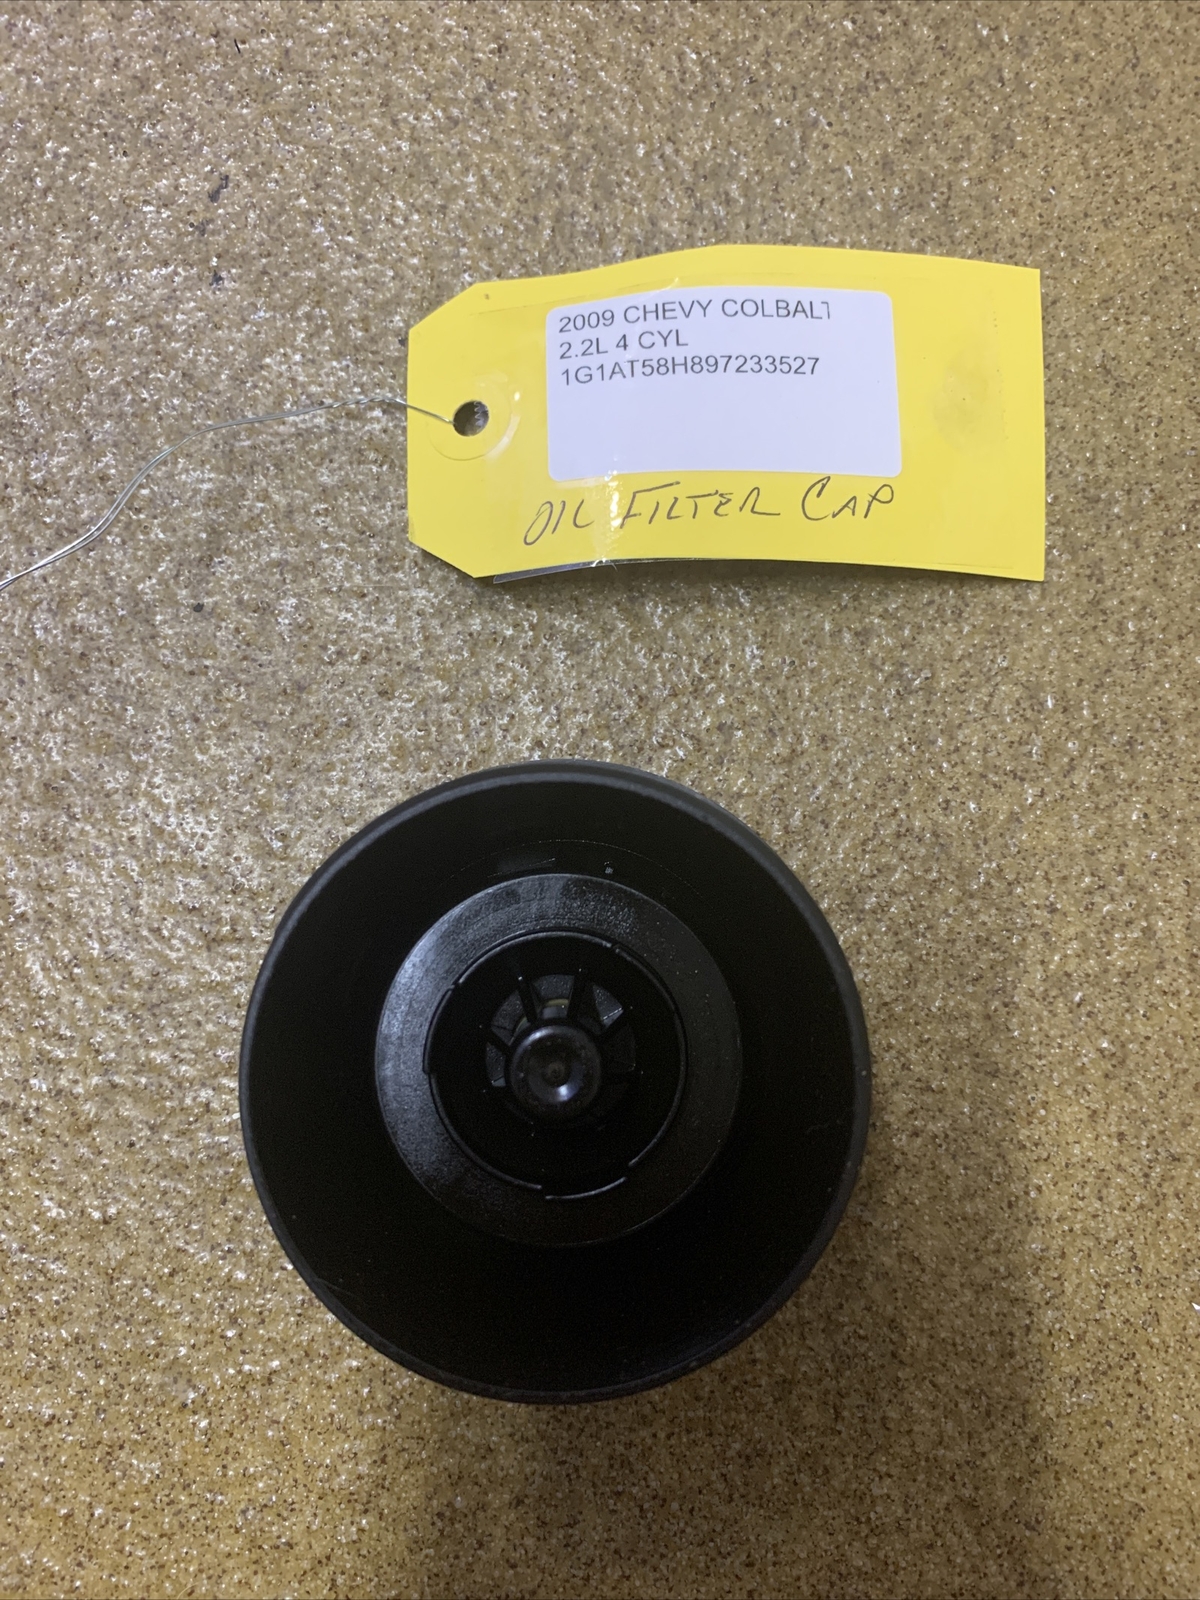 2009 CHEVY COLBALT
2.2L 4 CYL
1G1AT58H897233527
OIL FILTER CAP